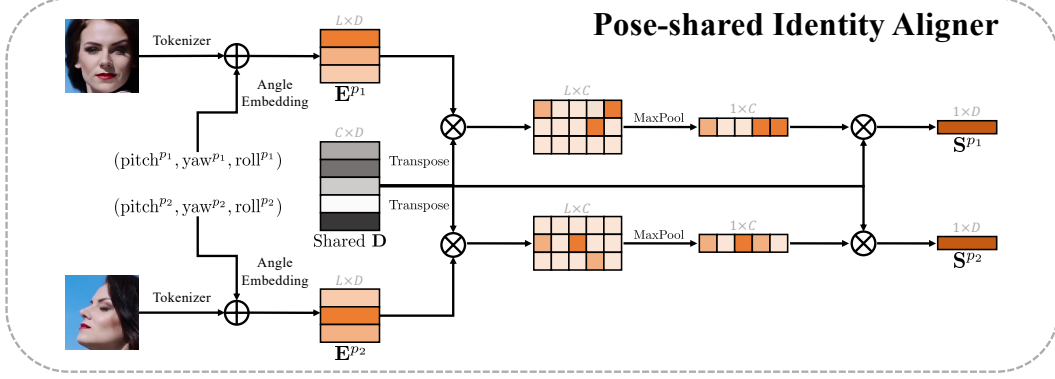 Pose-shared Identity Aligner
Tokenizer
L×D
Angle
Embedding
E^{p_1}
L×C
MaxPool
1×C
1×D
S^{p_1}
(pitch^{p_1}, yaw^{p_1}, roll^{p_1})
C×D
Transpose
(pitch^{p_2}, yaw^{p_2}, roll^{p_2})
Transpose
Shared D
L×C
MaxPool
1×C
1×D
S^{p_2}
Angle
Embedding
L×D
Tokenizer
E^{p_2}